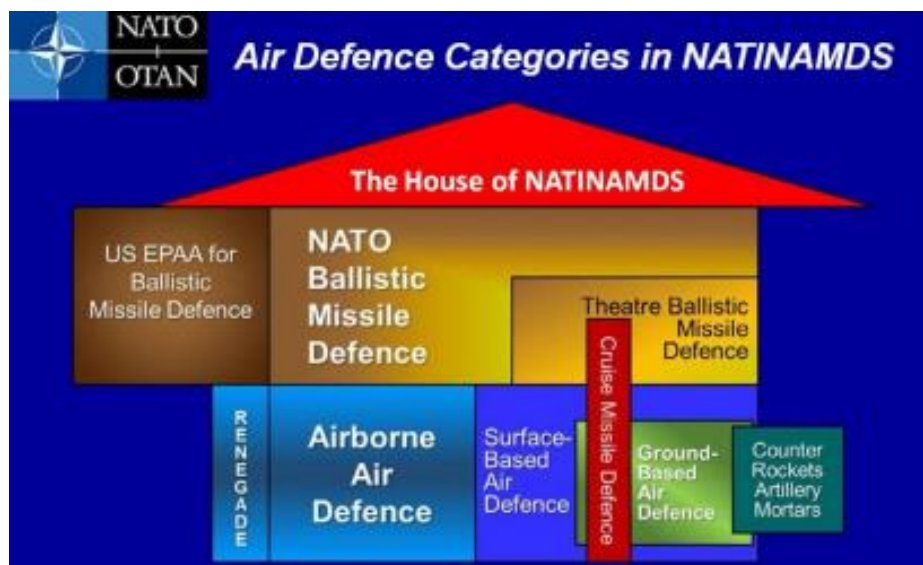 NATO
OTAN
Air Defence Categories in NATINAMDS
The House of NATINAMDS
US EPAA for
Ballistic
Missile Defence
NATO
Ballistic
Missile
Defence
Theatre Ballistic
Missile
Defence
Cruise Missile Defence
RENEGADE
Airborne
Air
Defence
Surface-
Based
Air
Defence
Ground-
Based
Air
Defence
Counter
Rockets
Artillery
Mortars